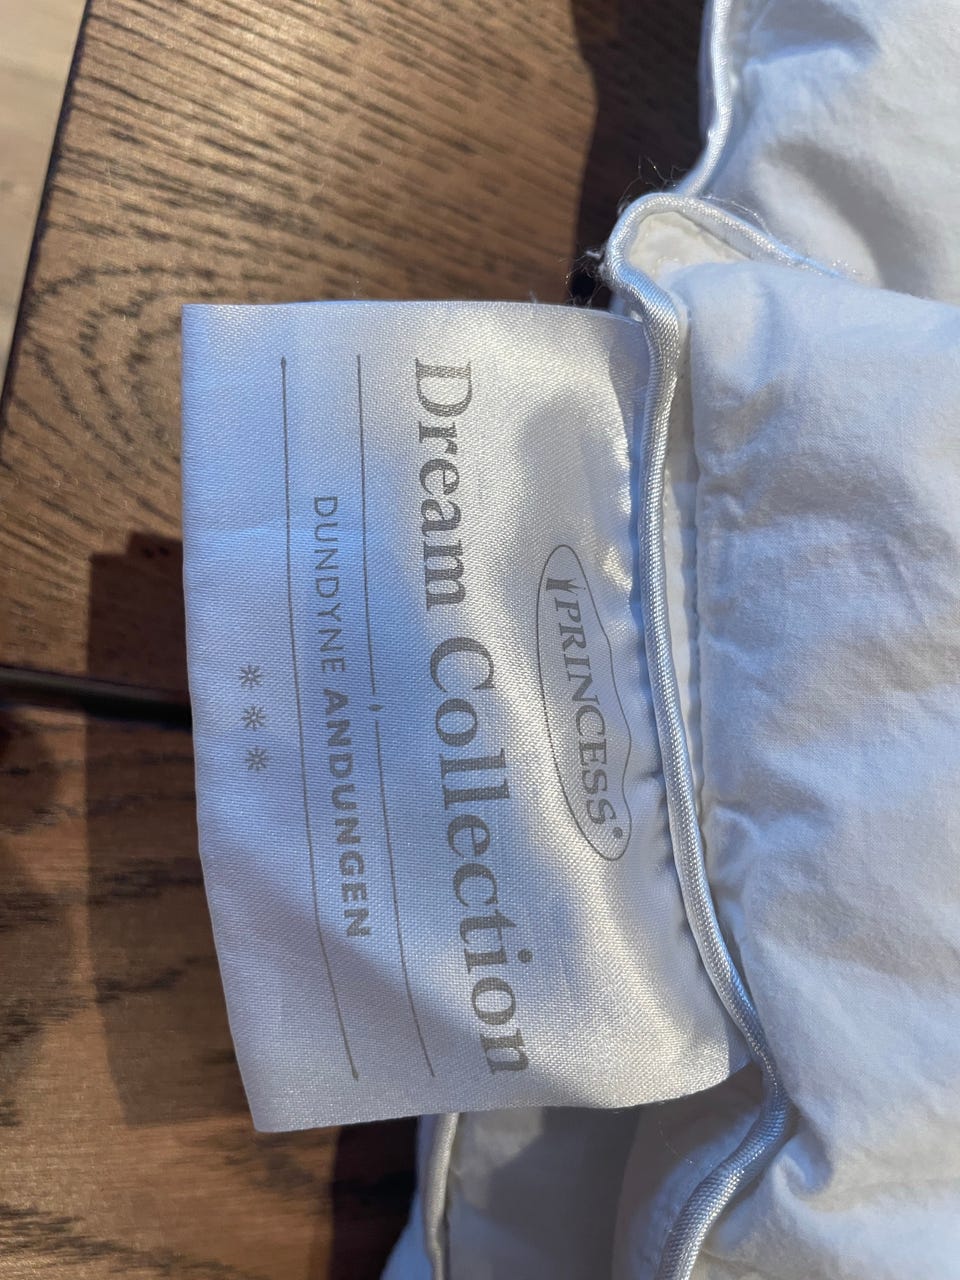 PRINCESS®
Dream Collection
DUNDYNE ANDUNGEN
***